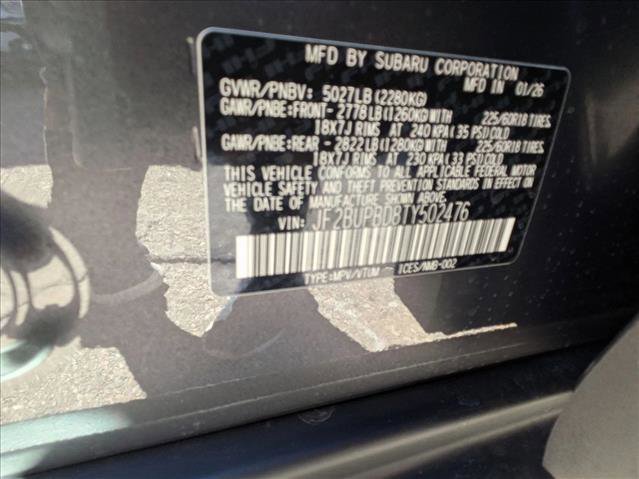 MFD BY SUBARU CORPORATION
MFD IN 01/26
GVWR/PNBV: 5027LB(2280KG)
GAWR/PNBE:FRONT- 2778LB(1260KG) 225/60R18 TIRES,
18X7J RIMS AT 240 KPA(35 PSI)COLD
GAWR/PNBE:REAR - 2822LB(1280KG) 225/60R18 TIRES,
18X7J RIMS AT 230 KPA(33 PSI)COLD
THIS VEHICLE CONFORMS TO ALL APPLICABLE FEDERAL MOTOR
VEHICLE SAFETY AND THEFT PREVENTION STANDARDS IN EFFECT
ON THE DATE OF MANUFACTURE SHOWN ABOVE.
VIN: JF2BUPBD8TY502476
TYPE:MPV/VTUM ICES/NMB-002